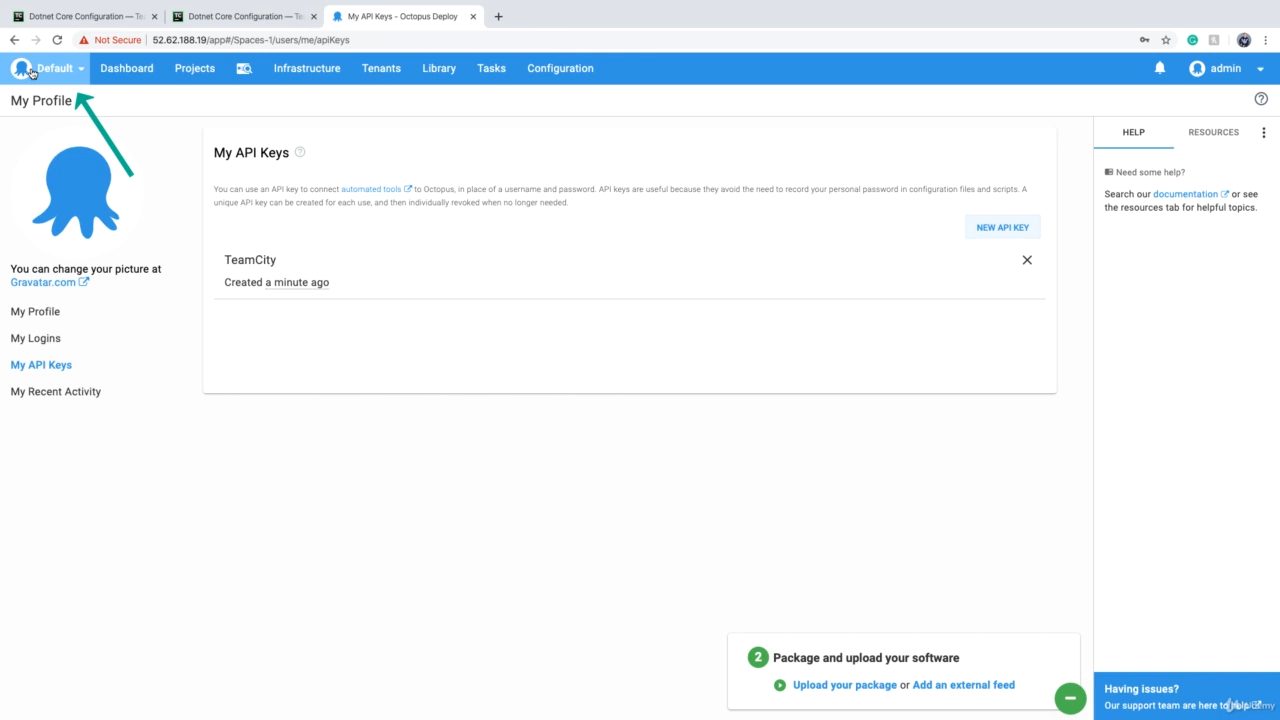 Dotnet Core Configuration — Te
Dotnet Core Configuration — Te
My API Keys - Octopus Deploy
Not Secure
52.62.188.19/app#/Spaces-1/users/me/apiKeys
Default
Dashboard
Projects
Infrastructure
Tenants
Library
Tasks
Configuration
admin
My Profile
You can change your picture at
Gravatar.com
My Profile
My Logins
My API Keys
My Recent Activity
My API Keys
You can use an API key to connect automated tools to Octopus, in place of a username and password. API keys are useful because they avoid the need to record your personal password in configuration files and scripts. A
unique API key can be created for each use, and then individually revoked when no longer needed.
NEW API KEY
TeamCity
Created a minute ago
HELP
RESOURCES
Need some help?
Search our documentation or see
the resources tab for helpful topics.
2 Package and upload your software
Upload your package or Add an external feed
Having issues?
Our support team are here to help